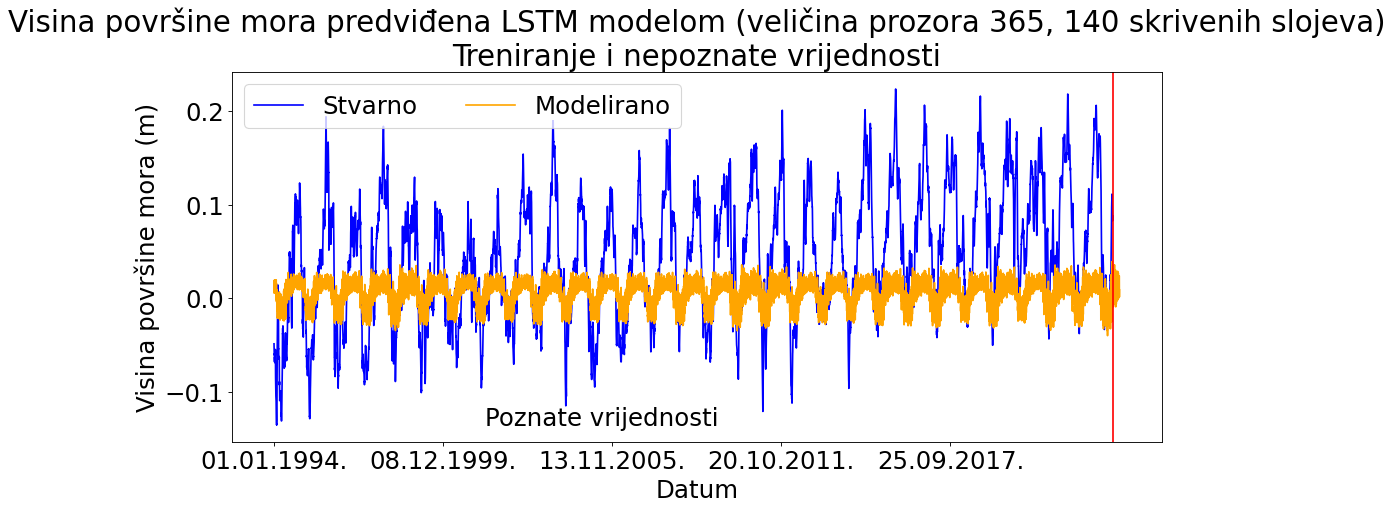 Visina površine mora predviđena LSTM modelom (veličina prozora 365, 140 skrivenih slojeva)
Treniranje i nepoznate vrijednosti
Stvarno
Modelirano
Visina površine mora (m)
0.2
0.1
0.0
−0.1
Poznate vrijednosti
01.01.1994.
08.12.1999.
13.11.2005.
20.10.2011.
25.09.2017.
Datum